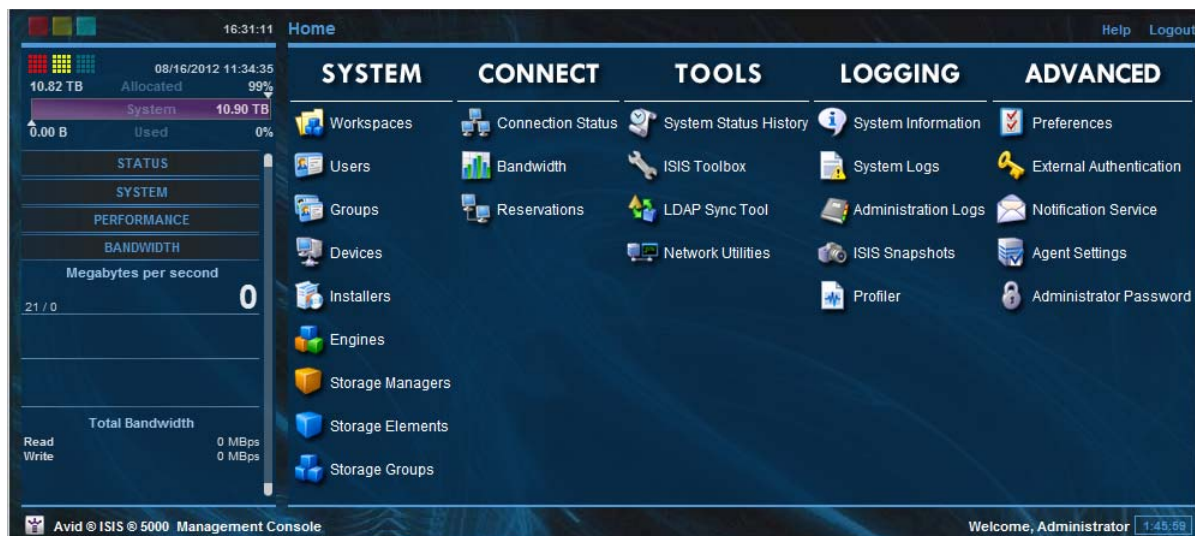 16:31:11
Home
Help Logout
08/16/2012 11:34:35
10.82 TB Allocated 99%
System 10.90 TB
0.00 B Used 0%
STATUS
SYSTEM
PERFORMANCE
BANDWIDTH
Megabytes per second
0
21 / 0
Total Bandwidth
Read 0 MBps
Write 0 MBps
SYSTEM
Workspaces
Users
Groups
Devices
Installers
Engines
Storage Managers
Storage Elements
Storage Groups
CONNECT
Connection Status
Bandwidth
Reservations
TOOLS
System Status History
ISIS Toolbox
LDAP Sync Tool
Network Utilities
LOGGING
System Information
System Logs
Administration Logs
ISIS Snapshots
Profiler
ADVANCED
Preferences
External Authentication
Notification Service
Agent Settings
Administrator Password
Avid ® ISIS ® 5000 Management Console
Welcome, Administrator 1:45:59